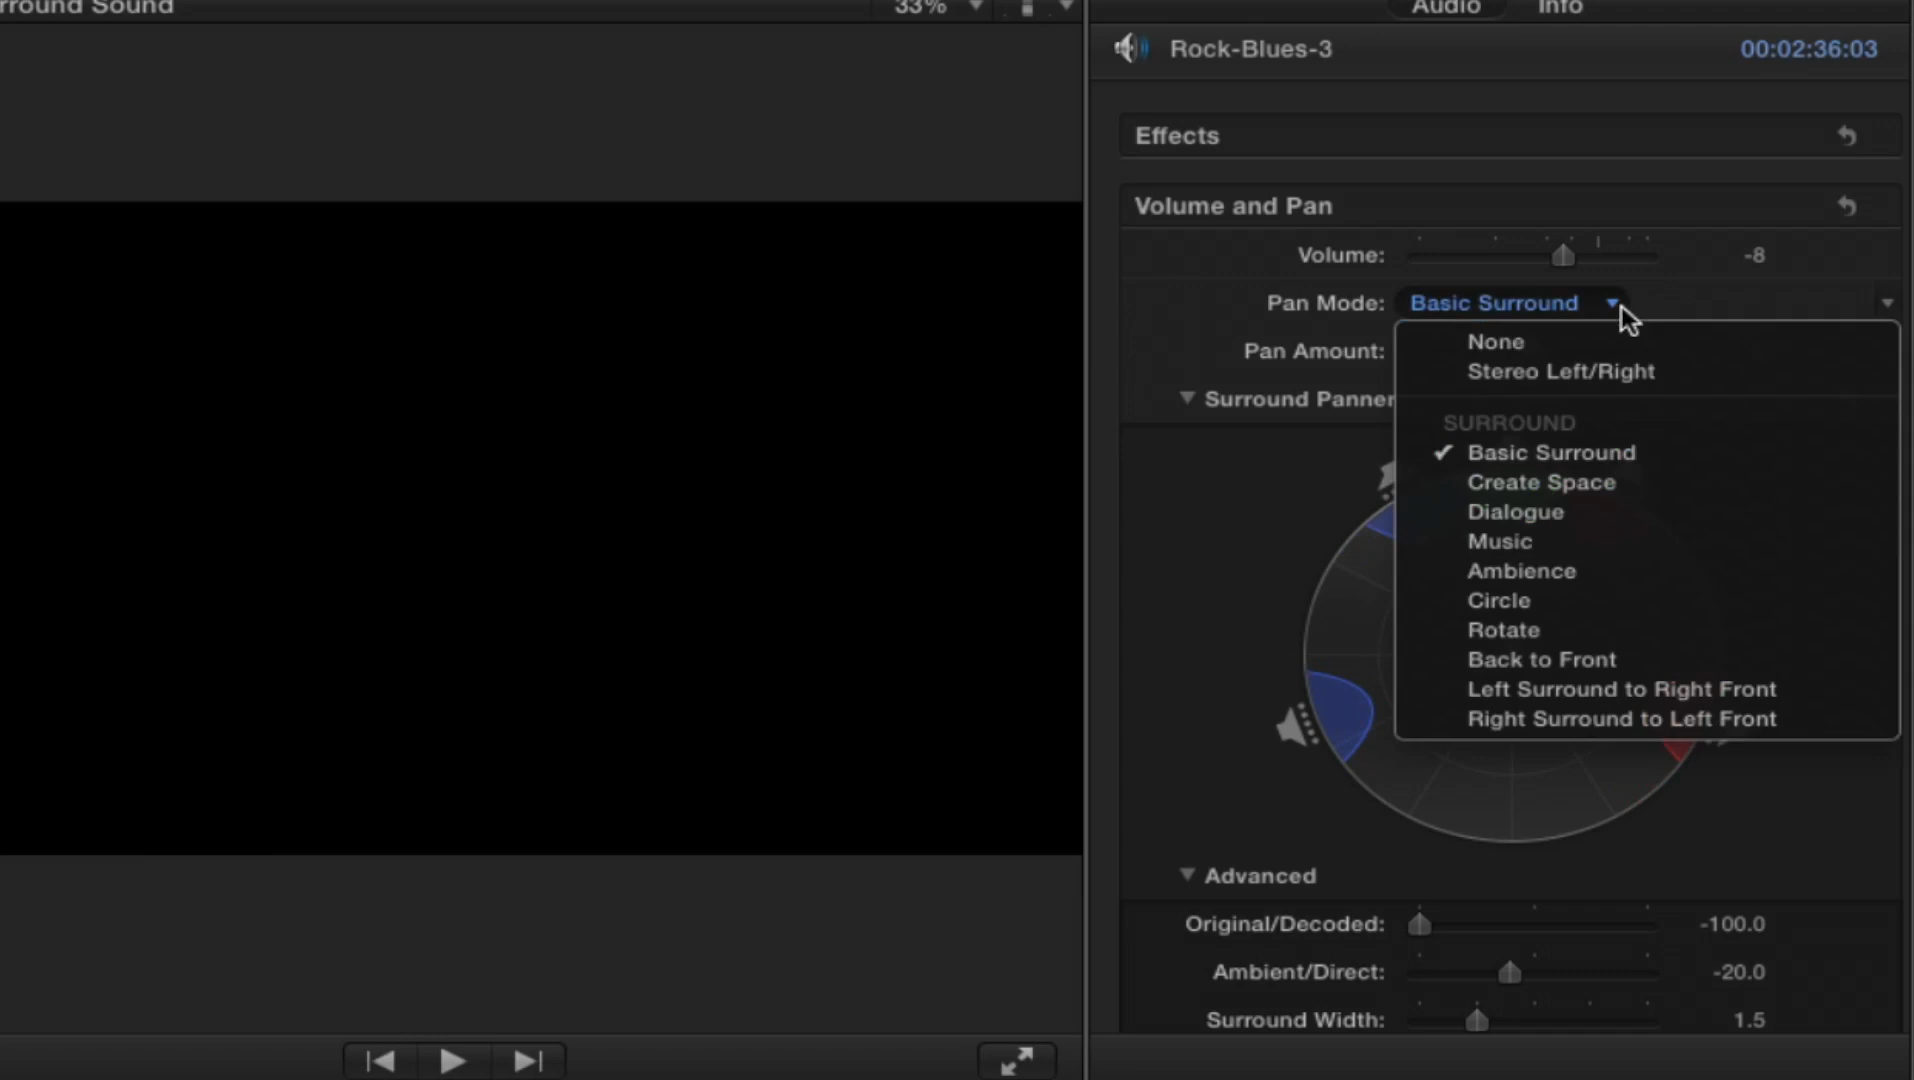 rround Sound
33%
Audio
Info
Rock-Blues-3
00:02:36:03
Effects
Volume and Pan
Volume:
-8
Pan Mode:
Basic Surround
Pan Amount:
Surround Panner
None
Stereo Left/Right
SURROUND
✔ Basic Surround
Create Space
Dialogue
Music
Ambience
Circle
Rotate
Back to Front
Left Surround to Right Front
Right Surround to Left Front
Advanced
Original/Decoded:
-100.0
Ambient/Direct:
-20.0
Surround Width:
1.5